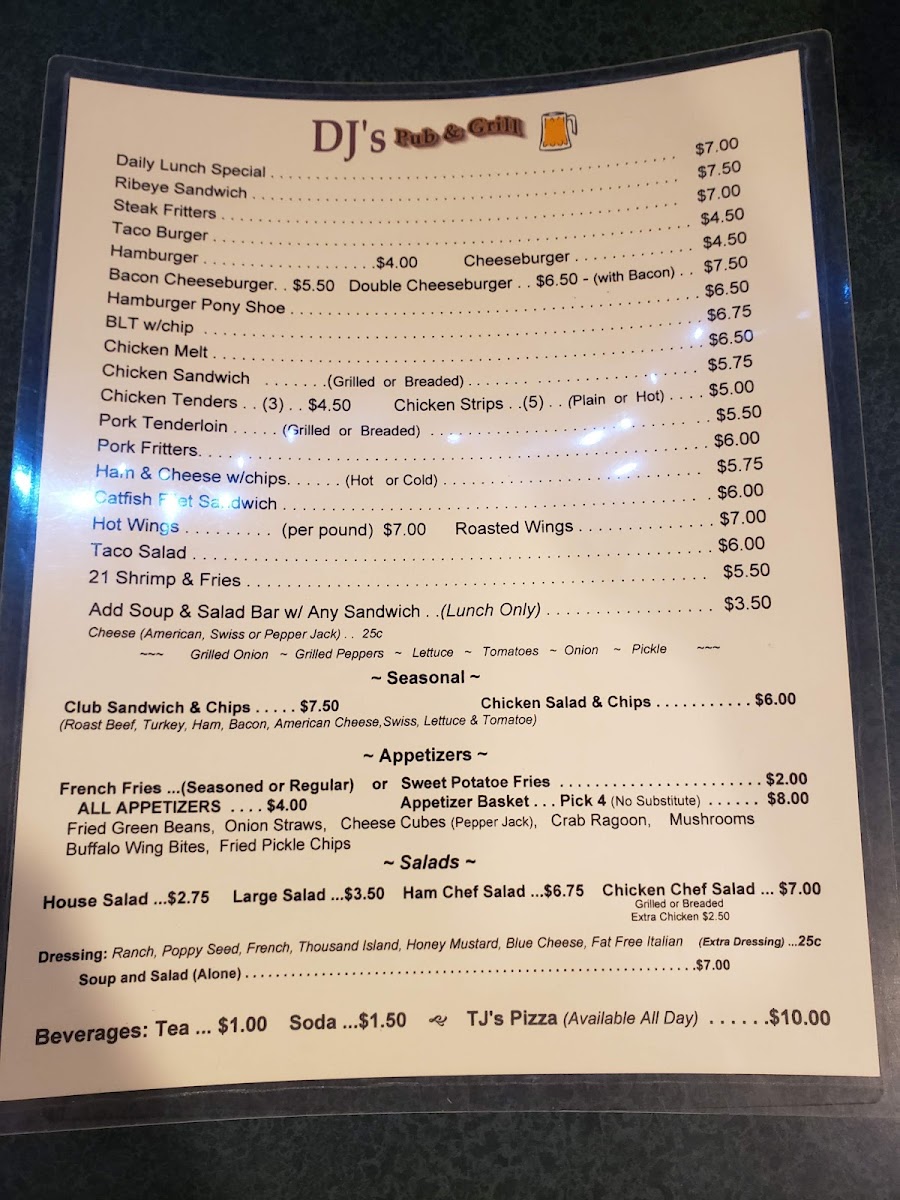 DJ's Pub & Grill
Daily Lunch Special . . . . . . . . . . $7.00
Ribeye Sandwich . . . . . . . . . . $7.50
Steak Fritters . . . . . . . . . . $7.00
Taco Burger . . . . . . . . . . $4.50
Hamburger . . . . . . . . . . $4.00 Cheeseburger . . . . . . . . . . $4.50
Bacon Cheeseburger. . $5.50 Double Cheeseburger . . $6.50 - (with Bacon) . . $7.50
Hamburger Pony Shoe . . . . . . . . . . $6.50
BLT w/chip . . . . . . . . . . $6.75
Chicken Melt . . . . . . . . . . $6.50
Chicken Sandwich . . . . . . .(Grilled or Breaded) . . . . . . . . . . $5.75
Chicken Tenders . . (3) . . $4.50 Chicken Strips . . (5) . . (Plain or Hot) . . . . $5.00
Pork Tenderloin . . . . . (Grilled or Breaded) . . . . . . . . . . $5.50
Pork Fritters. . . . . . . . . . $6.00
Ham & Cheese w/chips. . . . . . (Hot or Cold) . . . . . . . . . . $5.75
Catfish Filet Sandwich . . . . . . . . . . $6.00
Hot Wings . . . . . . . . . (per pound) $7.00 Roasted Wings . . . . . . . . . . $7.00
Taco Salad . . . . . . . . . . $6.00
21 Shrimp & Fries . . . . . . . . . . $5.50
Add Soup & Salad Bar w/ Any Sandwich . .(Lunch Only) . . . . . . . . . . $3.50
Cheese (American, Swiss or Pepper Jack) . . 25c
~~~ Grilled Onion ~ Grilled Peppers ~ Lettuce ~ Tomatoes ~ Onion ~ Pickle ~~~
~ Seasonal ~
Club Sandwich & Chips . . . . . $7.50 Chicken Salad & Chips . . . . . . . . . . . $6.00
(Roast Beef, Turkey, Ham, Bacon, American Cheese,Swiss, Lettuce & Tomatoe)
~ Appetizers ~
French Fries ...(Seasoned or Regular) or Sweet Potatoe Fries . . . . . . . . . . $2.00
ALL APPETIZERS . . . . $4.00 Appetizer Basket . . . Pick 4 (No Substitute) . . . . . . $8.00
Fried Green Beans, Onion Straws, Cheese Cubes (Pepper Jack), Crab Ragoon, Mushrooms
Buffalo Wing Bites, Fried Pickle Chips
~ Salads ~
House Salad ...$2.75 Large Salad ...$3.50 Ham Chef Salad ...$6.75 Chicken Chef Salad ... $7.00
Grilled or Breaded
Extra Chicken $2.50
Dressing: Ranch, Poppy Seed, French, Thousand Island, Honey Mustard, Blue Cheese, Fat Free Italian (Extra Dressing) ...25c
Soup and Salad (Alone) . . . . . . . . . . $7.00
Beverages: Tea ... $1.00 Soda ...$1.50 TJ's Pizza (Available All Day) . . . . . . .$10.00